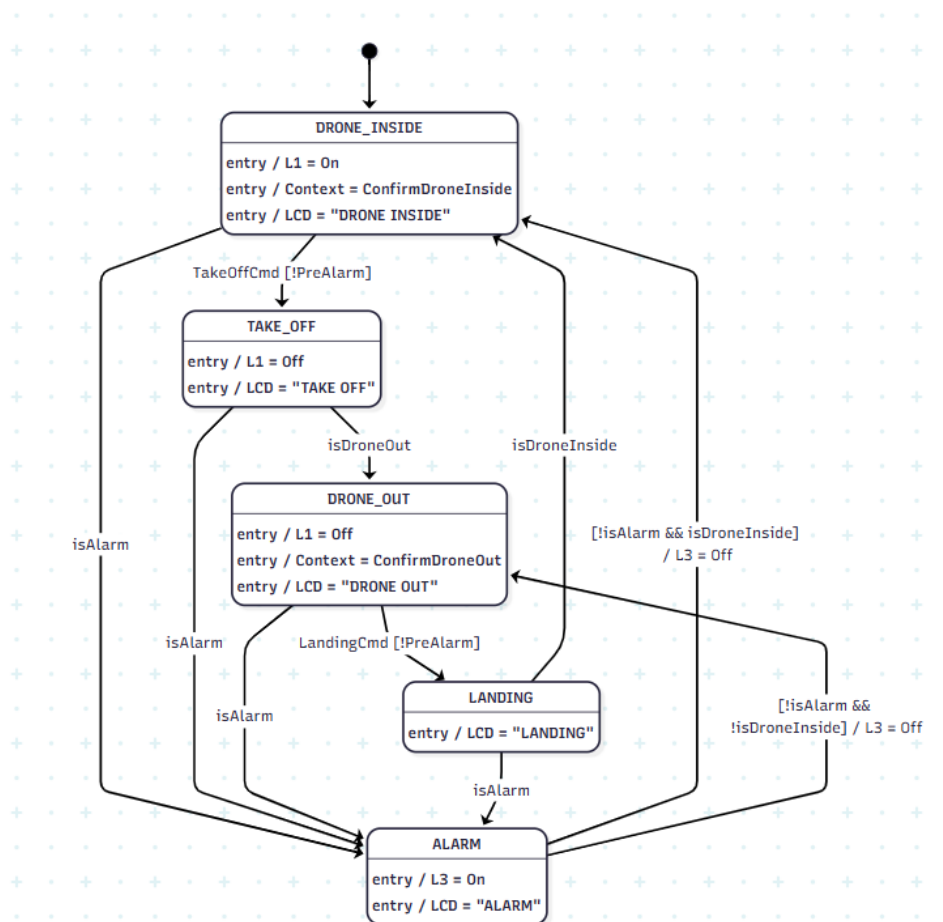 DRONE_INSIDE
entry / L1 = On
entry / Context = ConfirmDroneInside
entry / LCD = "DRONE INSIDE"
TakeOffCmd [!PreAlarm]
TAKE_OFF
entry / L1 = Off
entry / LCD = "TAKE OFF"
isDroneOut
isDroneInside
DRONE_OUT
entry / L1 = Off
entry / Context = ConfirmDroneOut
entry / LCD = "DRONE OUT"
isAlarm
[!isAlarm && isDroneInside]
/ L3 = Off
isAlarm
LandingCmd [!PreAlarm]
isAlarm
LANDING
entry / LCD = "LANDING"
[!isAlarm &&
!isDroneInside] / L3 = Off
isAlarm
ALARM
entry / L3 = On
entry / LCD = "ALARM"